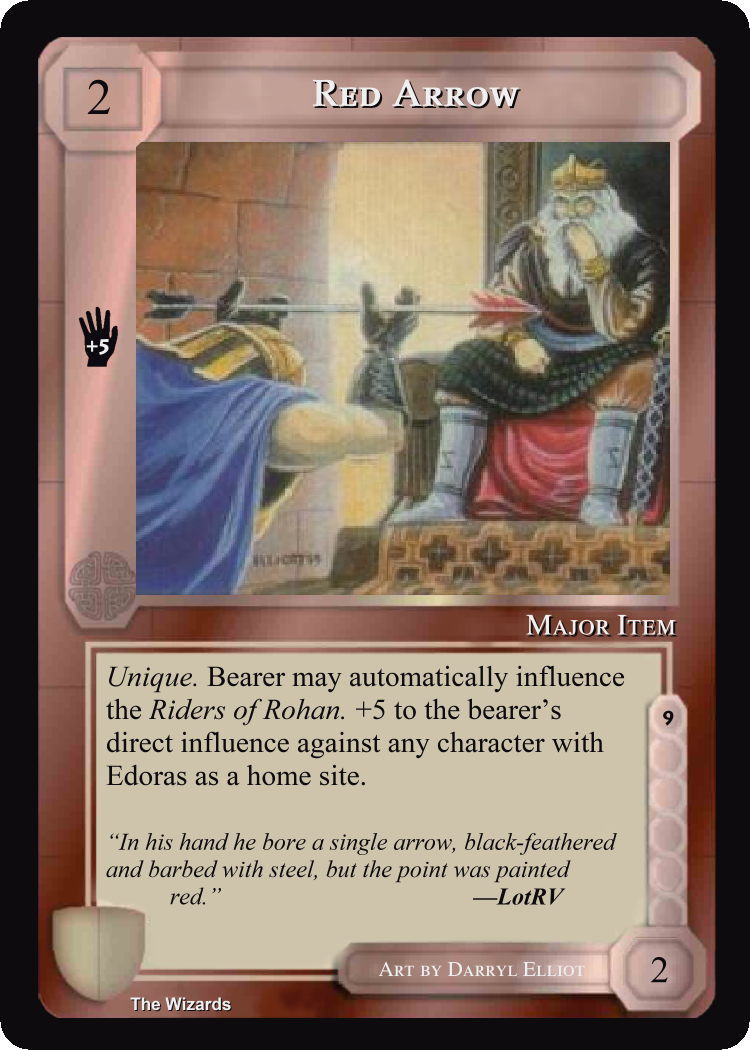 2
Red Arrow
+5
ELLIOTT 95
Major Item
Unique. Bearer may automatically influence
the Riders of Rohan. +5 to the bearer’s
direct influence against any character with
Edoras as a home site.
9
“In his hand he bore a single arrow, black-feathered
and barbed with steel, but the point was painted
red.” —LotRV
Art by Darryl Elliot
2
The Wizards